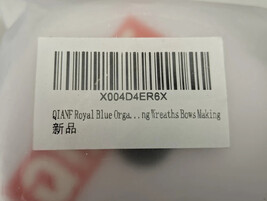 X004D4ER6X
QIANF Royal Blue Orga...ng Wreaths Bows Making
新品